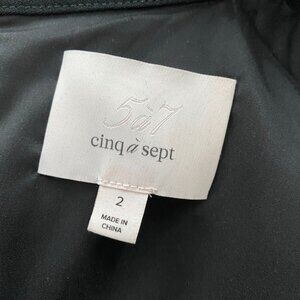 5à7
cinq à sept
2
MADE IN
CHINA